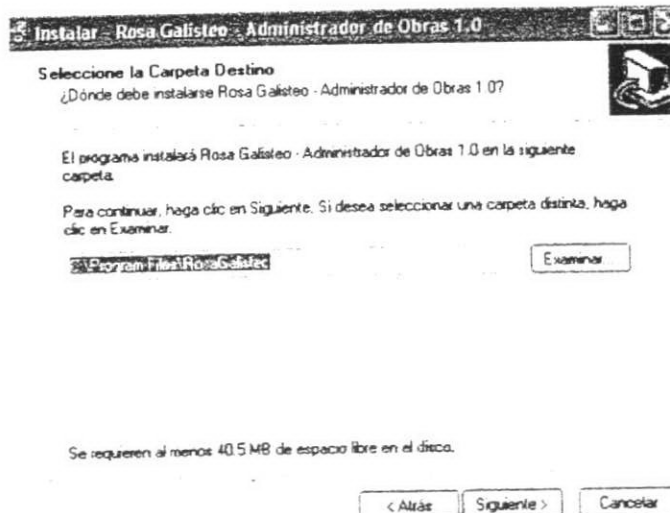 Instalar - Rosa Galisteo - Administrador de Obras 1.0
Seleccione la Carpeta Destino
¿Dónde debe instalarse Rosa Galisteo - Administrador de Obras 1.0?
El programa instalará Rosa Galisteo - Administrador de Obras 1.0 en la siguiente
carpeta
Para continuar, haga clic en Siguiente. Si desea seleccionar una carpeta distinta, haga
clic en Examinar.
\Program Files\RosaGalisteo
Examinar...
Se requieren al menos 40.5 MB de espacio libre en el disco.
< Atrás
Siguiente >
Cancelar